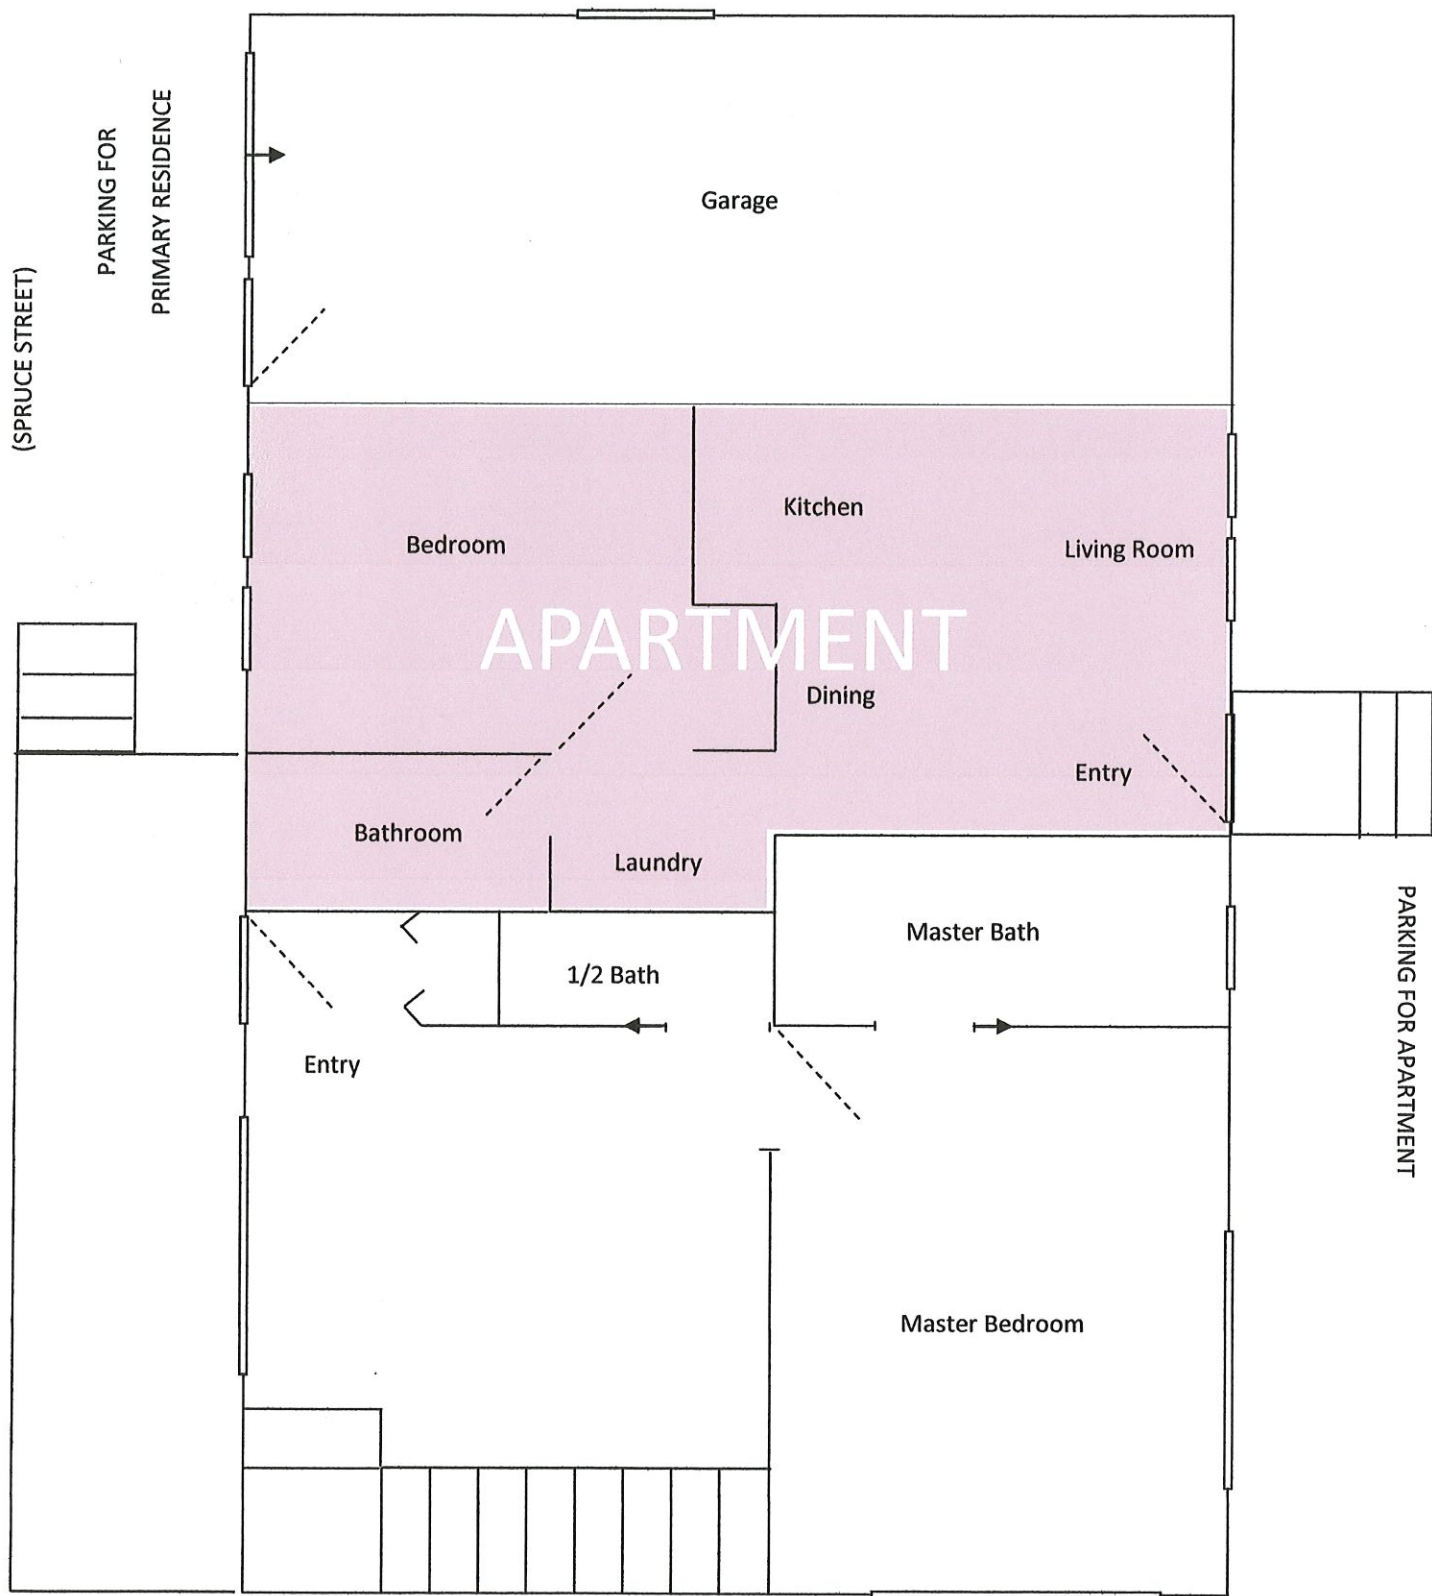 PARKING FOR
PRIMARY RESIDENCE
(SPRUCE STREET)
Garage
Kitchen
Bedroom
Living Room
APARTMENT
Dining
Entry
Bathroom
Laundry
Master Bath
1/2 Bath
Entry
PARKING FOR APARTMENT
Master Bedroom